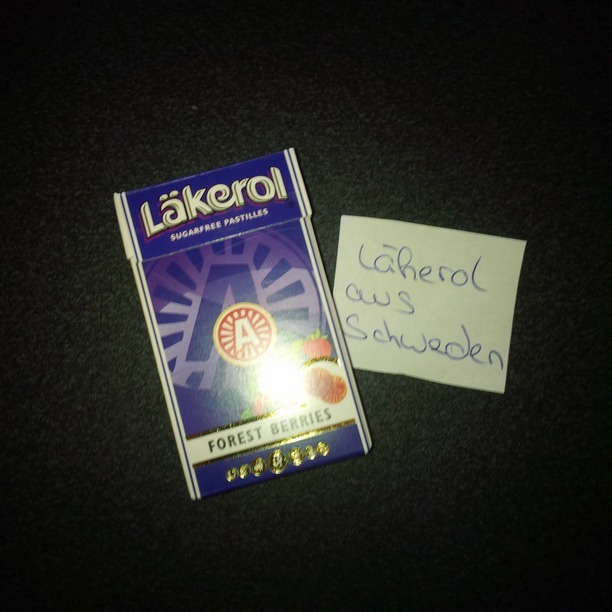 Läkerol
SUGARFREE PASTILLES
A
FOREST BERRIES
Läkerol
aus
Schweden